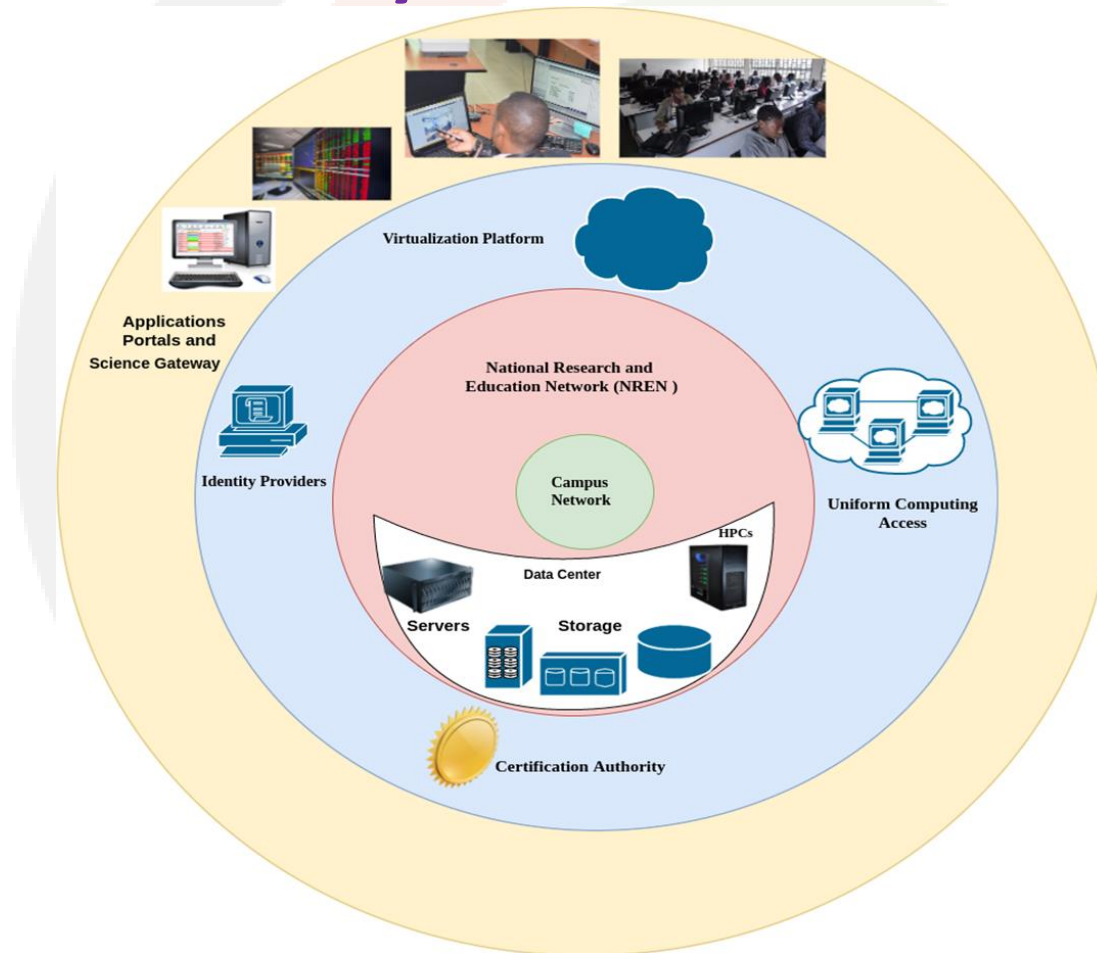 Virtualization Platform
Applications
Portals and
Science Gateway
National Research and
Education Network (NREN )
Identity Providers
Campus
Network
Uniform Computing
Access
HPCs
Data Center
Servers
Storage
Certification Authority